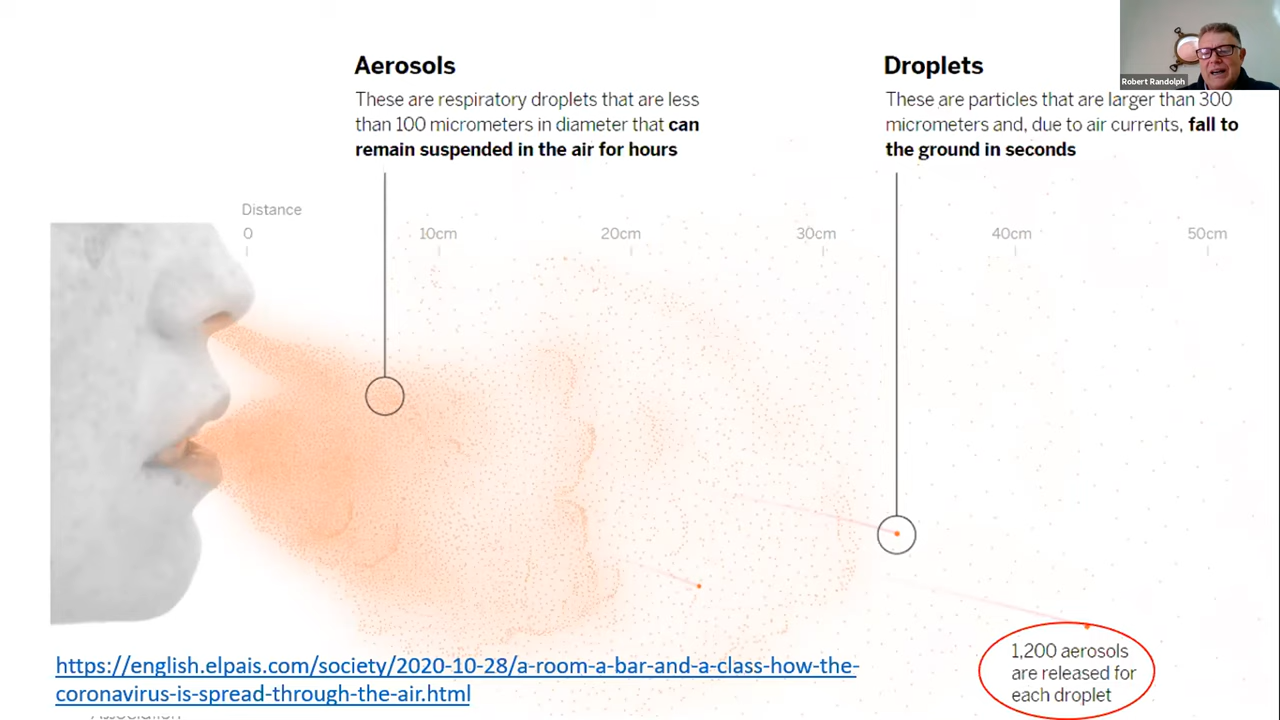 Robert Randolph
Aerosols
These are respiratory droplets that are less
than 100 micrometers in diameter that can
remain suspended in the air for hours
Droplets
These are particles that are larger than 300
micrometers and, due to air currents, fall to
the ground in seconds
Distance
0
10cm
20cm
30cm
40cm
50cm
1,200 aerosols
are released for
each droplet
https://english.elpais.com/society/2020-10-28/a-room-a-bar-and-a-class-how-the-
coronavirus-is-spread-through-the-air.html
Association